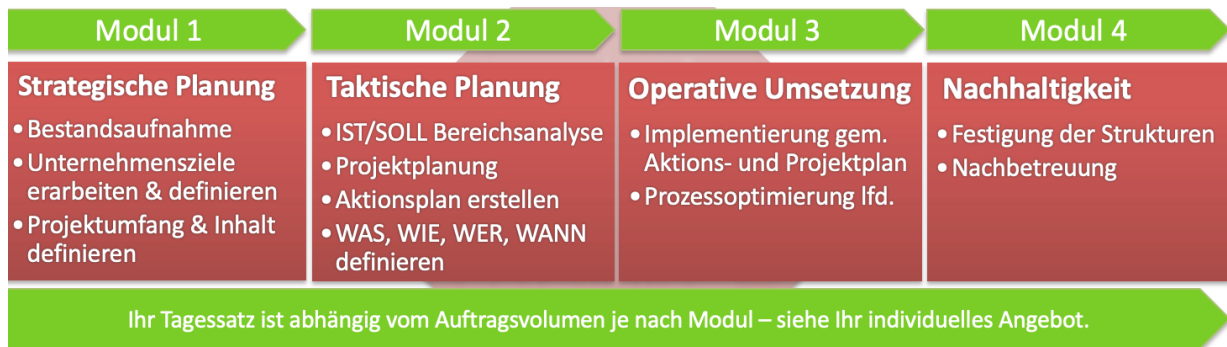 Modul 1
Modul 2
Modul 3
Modul 4
Strategische Planung
• Bestandsaufnahme
• Unternehmensziele
erarbeiten & definieren
• Projektumfang & Inhalt
definieren
Taktische Planung
• IST/SOLL Bereichsanalyse
• Projektplanung
• Aktionsplan erstellen
• WAS, WIE, WER, WANN
definieren
Operative Umsetzung
• Implementierung gem.
Aktions- und Projektplan
• Prozessoptimierung lfd.
Nachhaltigkeit
• Festigung der Strukturen
• Nachbetreuung
Ihr Tagessatz ist abhängig vom Auftragsvolumen je nach Modul – siehe Ihr individuelles Angebot.